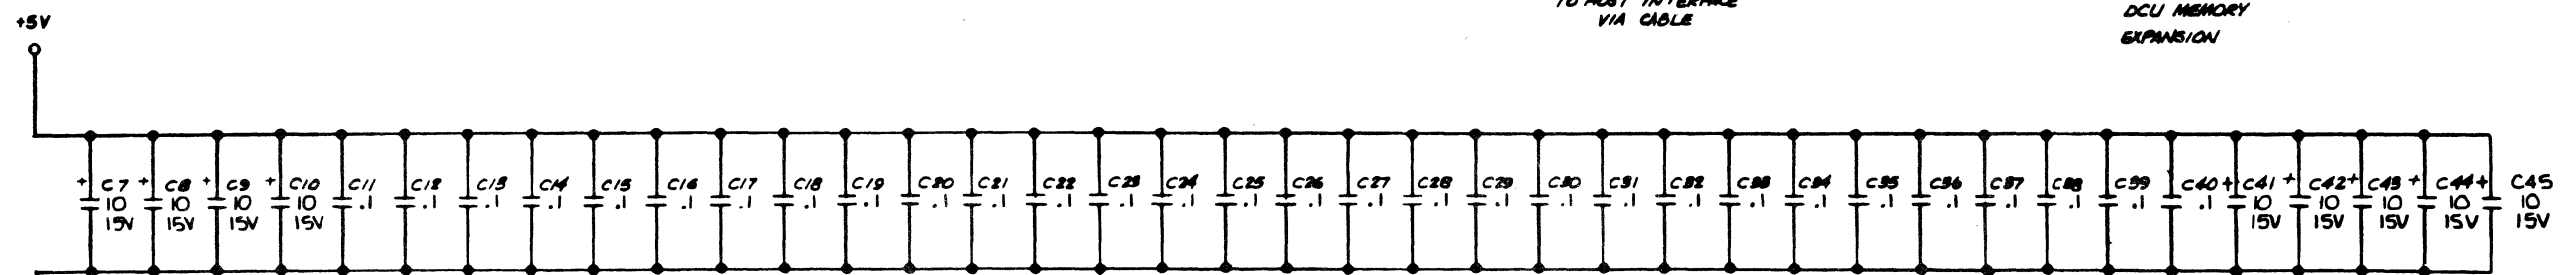 TO HOST INTERFACE
VIA CABLE
DCU MEMORY
EXPANSION
+5V
+ C7 + C8 + C9 + C10 C11 C12 C13 C14 C15 C16 C17 C18 C19 C20 C21 C22 C23 C24 C25 C26 C27 C28 C29 C30 C31 C32 C33 C34 C35 C36 C37 C38 C39 C40 + C41 + C42 + C43 + C44 + C45
10 10 10 10 .1 .1 .1 .1 .1 .1 .1 .1 .1 .1 .1 .1 .1 .1 .1 .1 .1 .1 .1 .1 .1 .1 .1 .1 .1 .1 .1 .1 .1 .1 10 10 10 10 10
15V 15V 15V 15V 15V 15V 15V 15V 15V